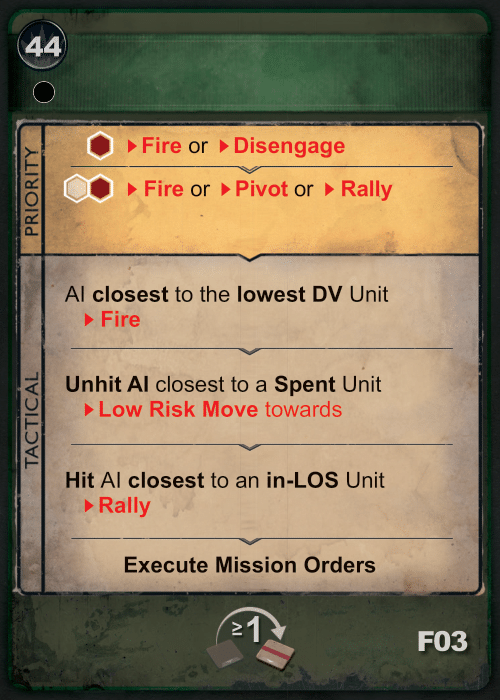 44
PRIORITY
Fire or Disengage
Fire or Pivot or Rally
TACTICAL
AI closest to the lowest DV Unit
Fire
Unhit AI closest to a Spent Unit
Low Risk Move towards
Hit AI closest to an in-LOS Unit
Rally
Execute Mission Orders
≥1
F03